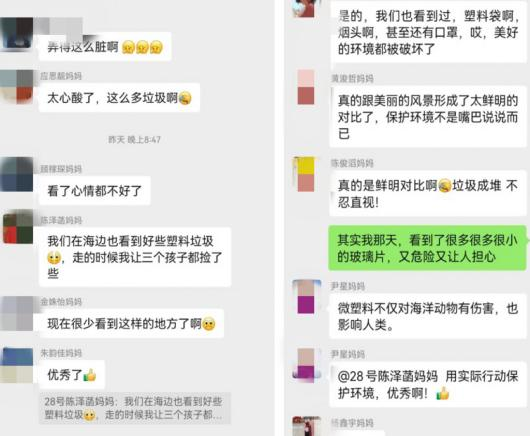 弄得这么脏啊
应思靓妈妈
太心酸了，这么多垃圾啊
昨天 晚上8:47
顾稼琛妈妈
看了心情都不好了
陈泽菡妈妈
我们在海边也看到好些塑料垃圾
，走的时候我让三个孩子都捡了
些
金姝怡妈妈
现在很少看到这样的地方了啊
朱韵佳妈妈
优秀了
28号陈泽菡妈妈：我们在海边也看到好些
塑料垃圾，走的时候我让三个孩子都...
是的，我们也看到过，塑料袋啊，
烟头啊，甚至还有口罩，哎，美好
的环境都被破坏了
黄浚哲妈妈
真的跟美丽的风景形成了太鲜明的
对比了，保护环境不是嘴巴说说而
已
陈俊滔妈妈
真的是鲜明对比啊垃圾成堆 不
忍直视！
其实我那天，看到了很多很多很小
的玻璃片，又危险又让人担心
尹星妈妈
微塑料不仅对海洋动物有伤害，也
影响人类。
尹星妈妈
@28号陈泽菡妈妈 用实际行动保
护环境，优秀啊！
杨鑫宇妈妈